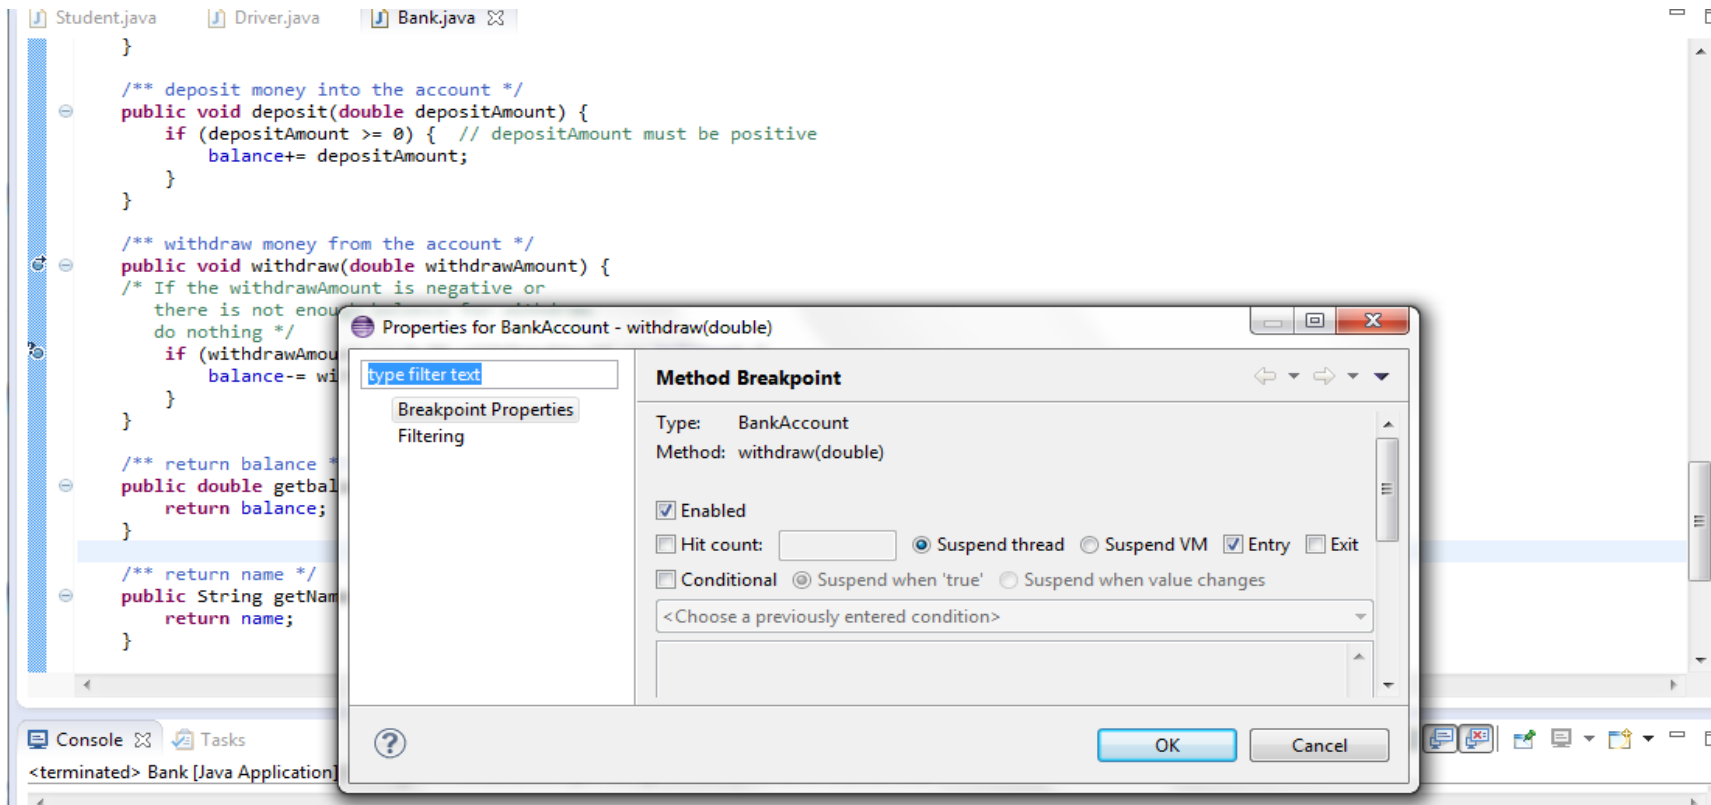 Student.java Driver.java Bank.java
}
/** deposit money into the account */
public void deposit(double depositAmount) {
if (depositAmount >= 0) { // depositAmount must be positive
balance+= depositAmount;
}
}
/** withdraw money from the account */
public void withdraw(double withdrawAmount) {
/* If the withdrawAmount is negative or
there is not enou
do nothing */
if (withdrawAmou
balance-= wi
}
}
/** return balance *
public double getbal
return balance;
}
/** return name */
public String getNam
return name;
}
Properties for BankAccount - withdraw(double)
type filter text
Breakpoint Properties
Filtering
Method Breakpoint
Type: BankAccount
Method: withdraw(double)
Enabled
Hit count: Suspend thread Suspend VM Entry Exit
Conditional Suspend when 'true' Suspend when value changes
<Choose a previously entered condition>
OK Cancel
Console Tasks
<terminated> Bank [Java Application]